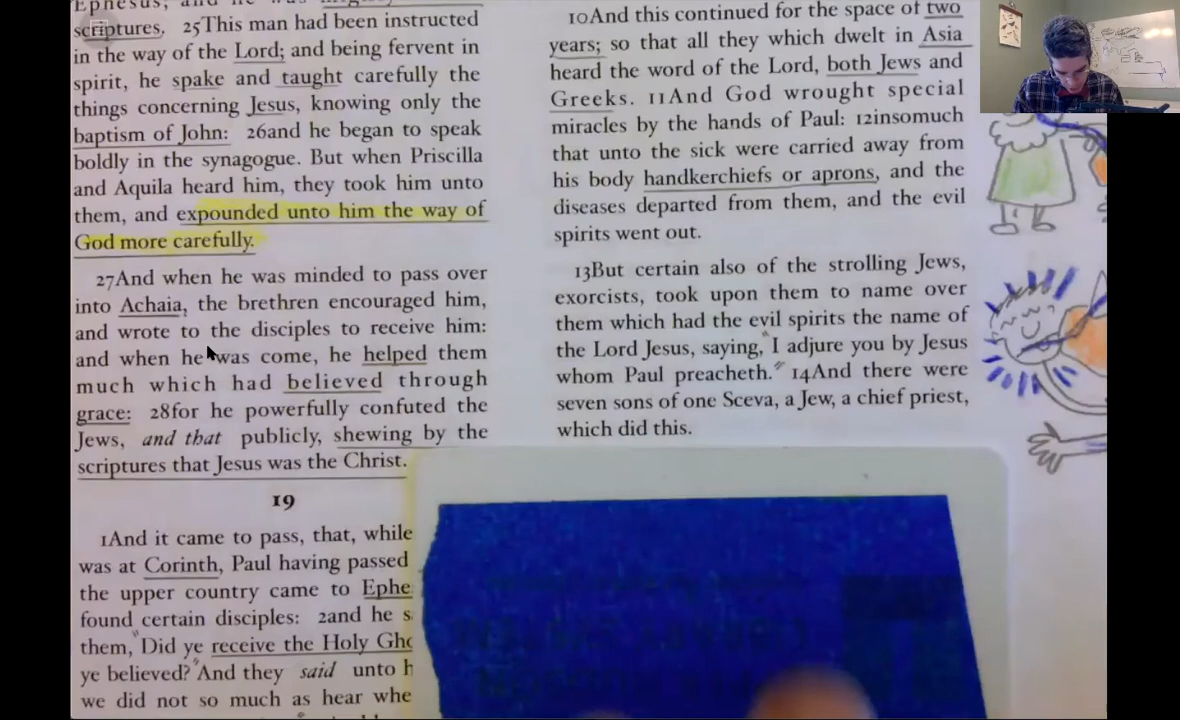 Ephesus; and he was
scriptures. 25This man had been instructed
in the way of the Lord; and being fervent in
spirit, he spake and taught carefully the
things concerning Jesus, knowing only the
baptism of John: 26and he began to speak
boldly in the synagogue. But when Priscilla
and Aquila heard him, they took him unto
them, and expounded unto him the way of
God more carefully.
27And when he was minded to pass over
into Achaia, the brethren encouraged him,
and wrote to the disciples to receive him:
and when he was come, he helped them
much which had believed through
grace: 28for he powerfully confuted the
Jews, and that publicly, shewing by the
scriptures that Jesus was the Christ.
19
1And it came to pass, that, while
was at Corinth, Paul having passed
the upper country came to Ephe
found certain disciples: 2and he s
them, "Did ye receive the Holy Gho
ye believed?" And they said unto h
we did not so much as hear whe
10And this continued for the space of two
years; so that all they which dwelt in Asia
heard the word of the Lord, both Jews and
Greeks. 11And God wrought special
miracles by the hands of Paul: 12insomuch
that unto the sick were carried away from
his body handkerchiefs or aprons, and the
diseases departed from them, and the evil
spirits went out.
13But certain also of the strolling Jews,
exorcists, took upon them to name over
them which had the evil spirits the name of
the Lord Jesus, saying, "I adjure you by Jesus
whom Paul preacheth." 14And there were
seven sons of one Sceva, a Jew, a chief priest,
which did this.